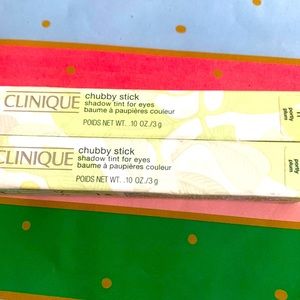 CLINIQUE
chubby stick
shadow tint for eyes
baume à paupières couleur
POIDS NET WT. .10 OZ./3 g
CLINIQUE
chubby stick
shadow tint for eyes
baume à paupières couleur
POIDS NET WT. .10 OZ./3 g
plum